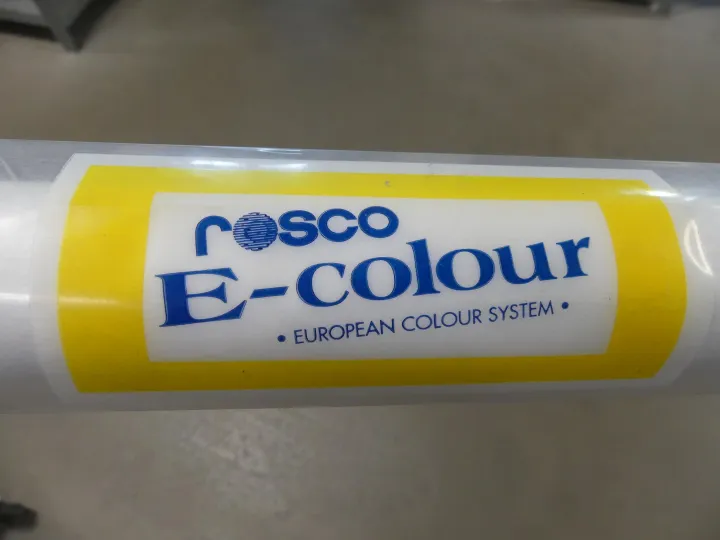 rosco
E-colour
• EUROPEAN COLOUR SYSTEM •